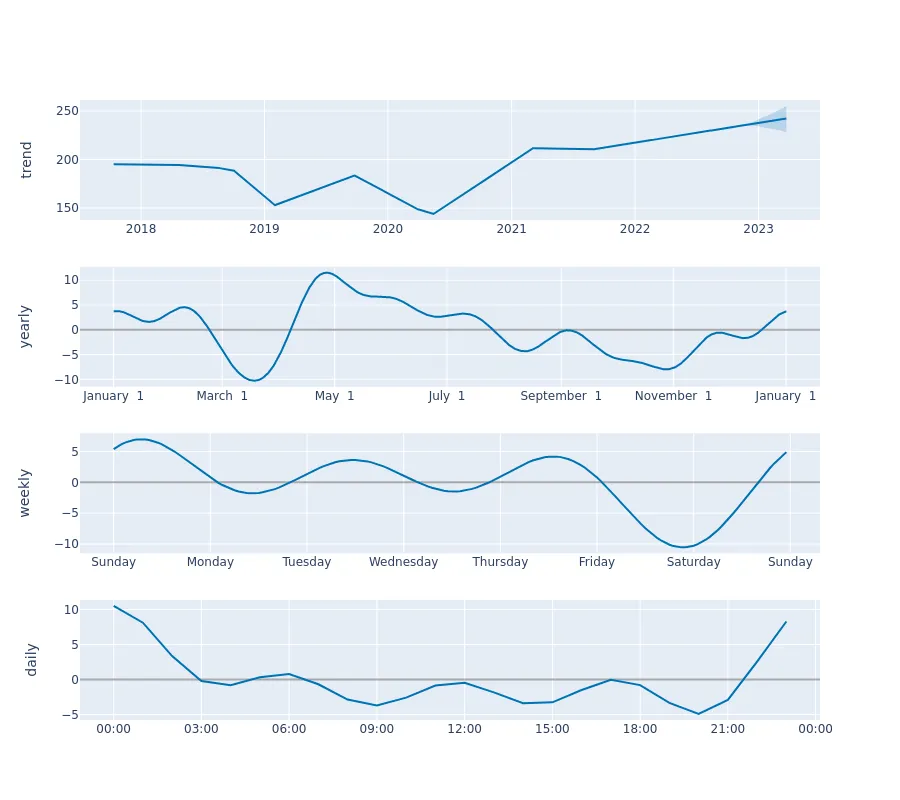 trend
250
200
150
2018 2019 2020 2021 2022 2023
yearly
10
5
0
−5
−10
January 1 March 1 May 1 July 1 September 1 November 1 January 1
weekly
5
0
−5
−10
Sunday Monday Tuesday Wednesday Thursday Friday Saturday Sunday
daily
10
5
0
−5
00:00 03:00 06:00 09:00 12:00 15:00 18:00 21:00 00:00